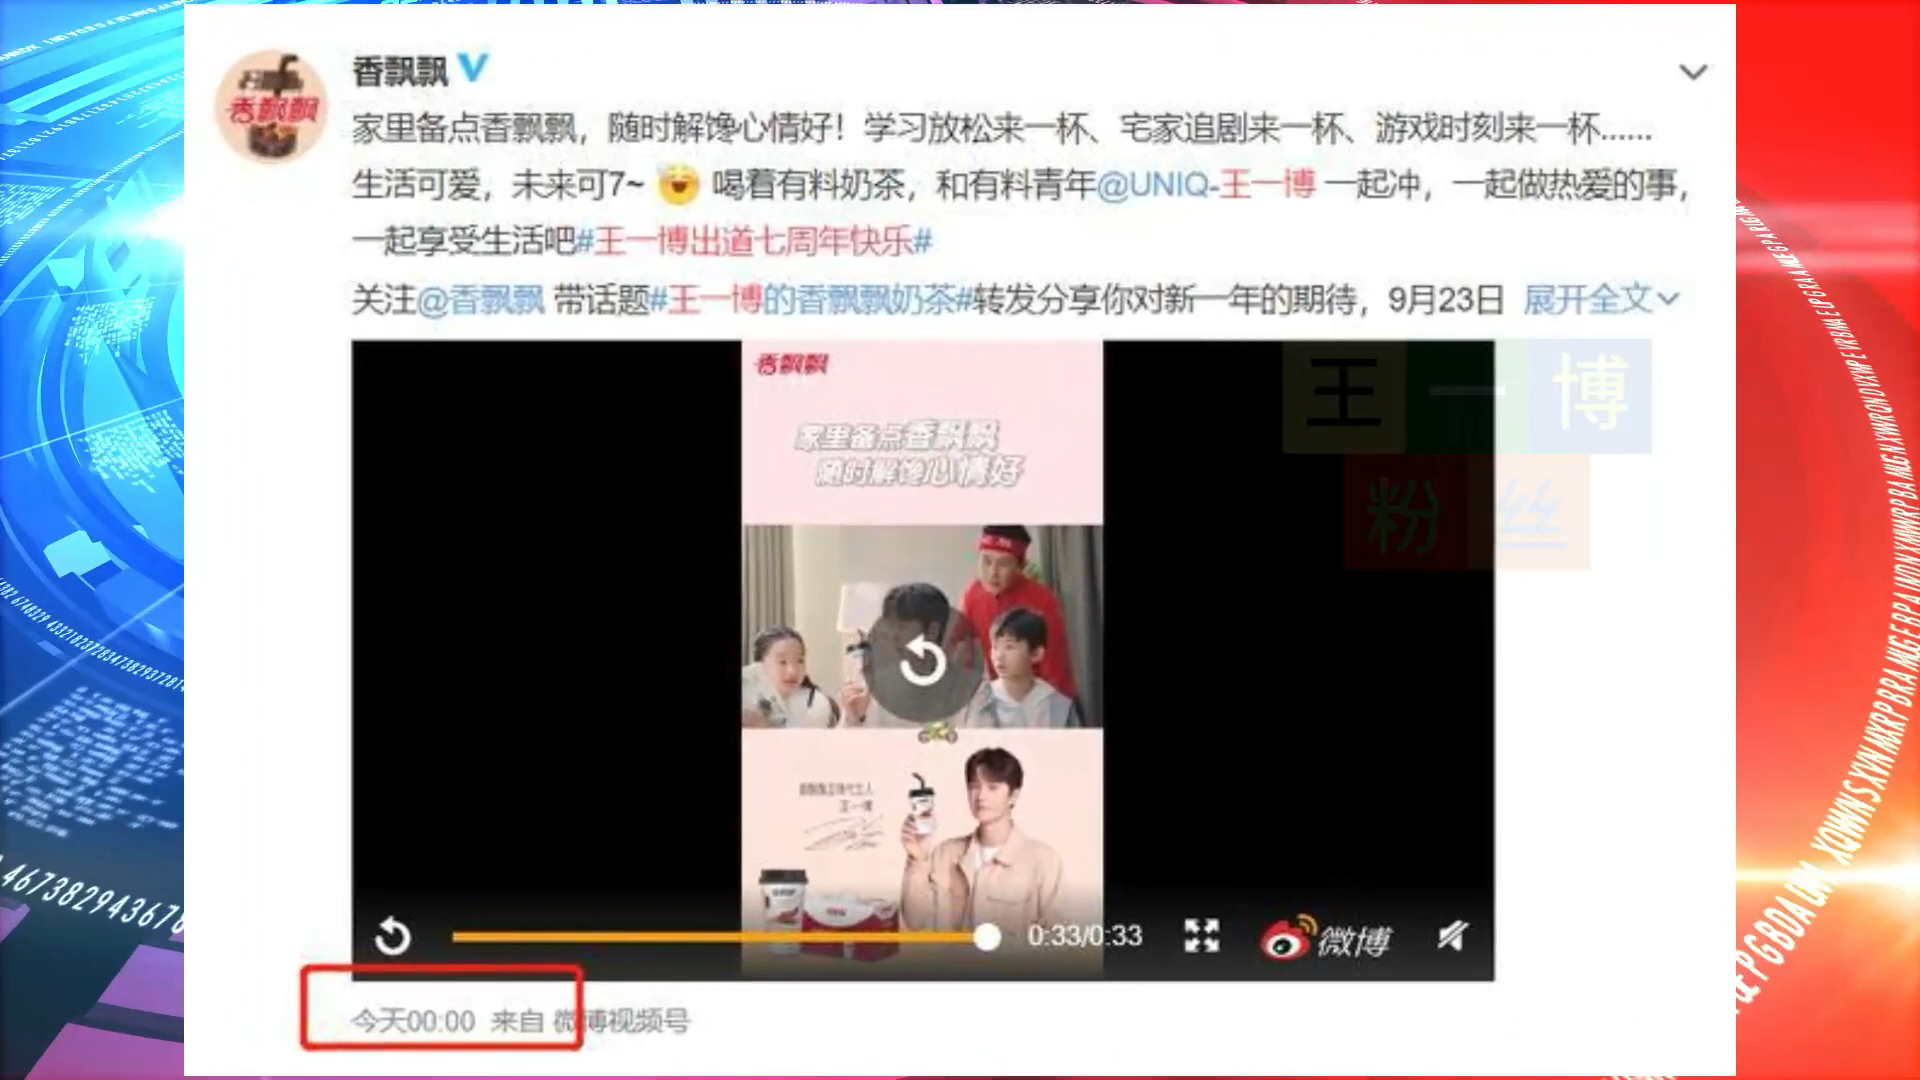 香飘飘
香飘飘 V
家里备点香飘飘，随时解馋心情好！学习放松来一杯、宅家追剧来一杯、游戏时刻来一杯......
生活可爱，未来可7~ 喝着有料奶茶，和有料青年@UNIQ-王一博 一起冲，一起做热爱的事，
一起享受生活吧#王一博出道七周年快乐#
关注@香飘飘 带话题#王一博的香飘飘奶茶#转发分享你对新一年的期待，9月23日 展开全文
香飘飘
家里备点香飘飘
随时解馋心情好
王一博
粉丝
王一博
0:33/0:33
微博
今天00:00 来自 微博视频号